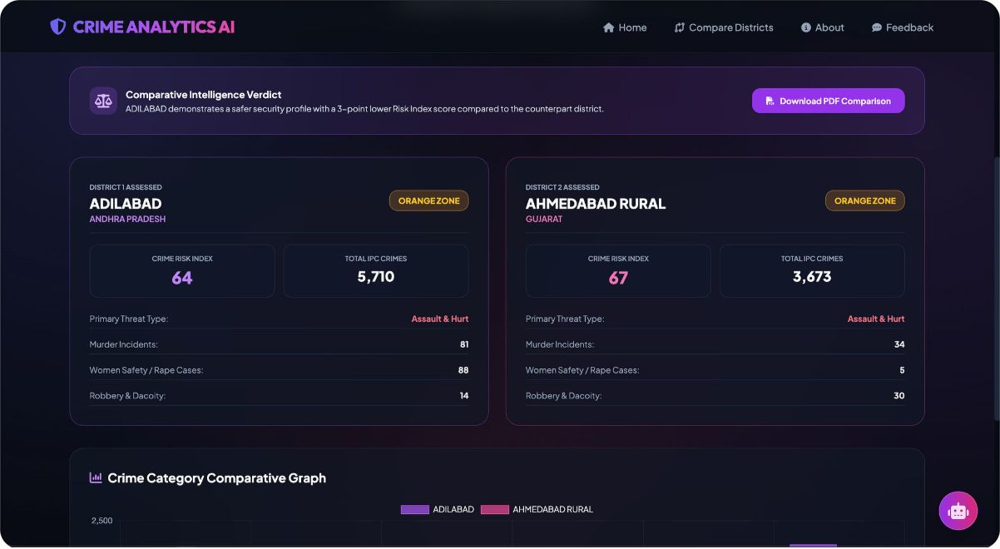 CRIME ANALYTICS AI
Home
Compare Districts
About
Feedback
Comparative Intelligence Verdict
ADILABAD demonstrates a safer security profile with a 3-point lower Risk Index score compared to the counterpart district.
Download PDF Comparison
DISTRICT 1 ASSESSED
ADILABAD
ANDHRA PRADESH
ORANGE ZONE
CRIME RISK INDEX
64
TOTAL IPC CRIMES
5,710
Primary Threat Type: Assault & Hurt
Murder Incidents: 81
Women Safety / Rape Cases: 88
Robbery & Dacoity: 14
DISTRICT 2 ASSESSED
AHMEDABAD RURAL
GUJARAT
ORANGE ZONE
CRIME RISK INDEX
67
TOTAL IPC CRIMES
3,673
Primary Threat Type: Assault & Hurt
Murder Incidents: 34
Women Safety / Rape Cases: 5
Robbery & Dacoity: 30
Crime Category Comparative Graph
ADILABAD
AHMEDABAD RURAL
2,500